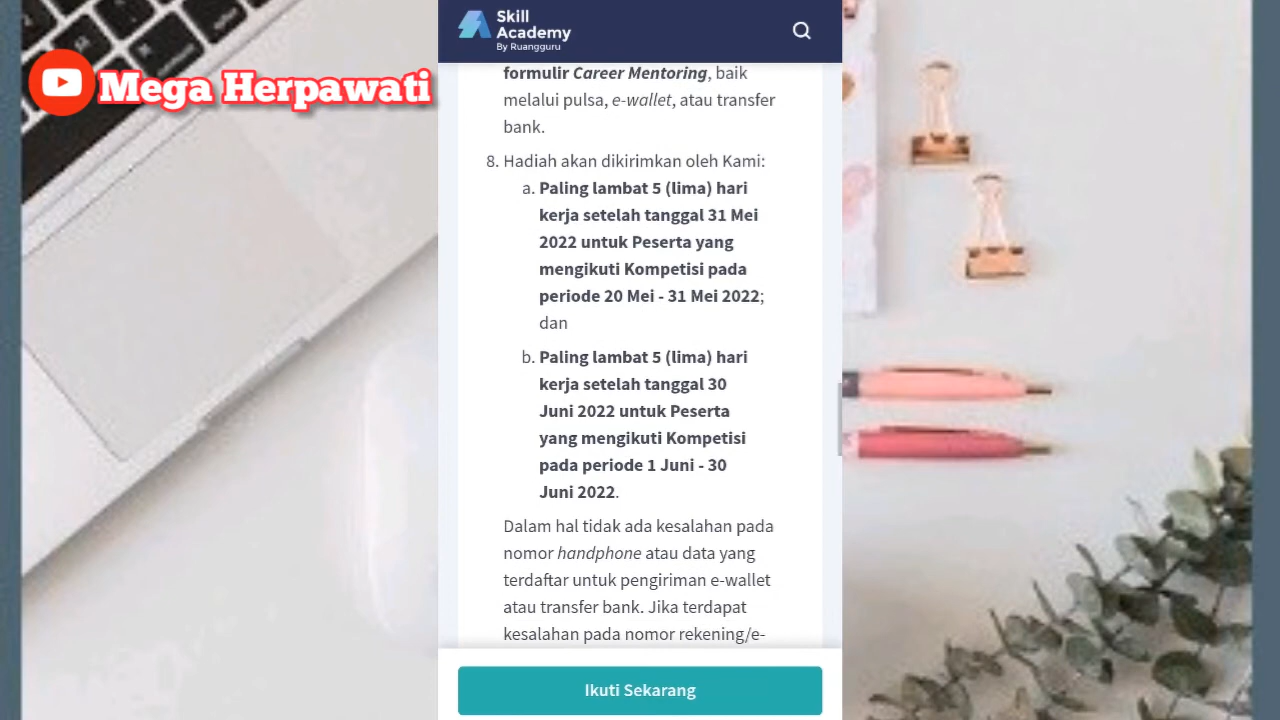 Mega Herpawati
Skill
Academy
By Ruangguru
formulir Career Mentoring, baik
melalui pulsa, e-wallet, atau transfer
bank.
8. Hadiah akan dikirimkan oleh Kami:
a. Paling lambat 5 (lima) hari
kerja setelah tanggal 31 Mei
2022 untuk Peserta yang
mengikuti Kompetisi pada
periode 20 Mei - 31 Mei 2022;
dan
b. Paling lambat 5 (lima) hari
kerja setelah tanggal 30
Juni 2022 untuk Peserta
yang mengikuti Kompetisi
pada periode 1 Juni - 30
Juni 2022.
Dalam hal tidak ada kesalahan pada
nomor handphone atau data yang
terdaftar untuk pengiriman e-wallet
atau transfer bank. Jika terdapat
kesalahan pada nomor rekening/e-
Ikuti Sekarang